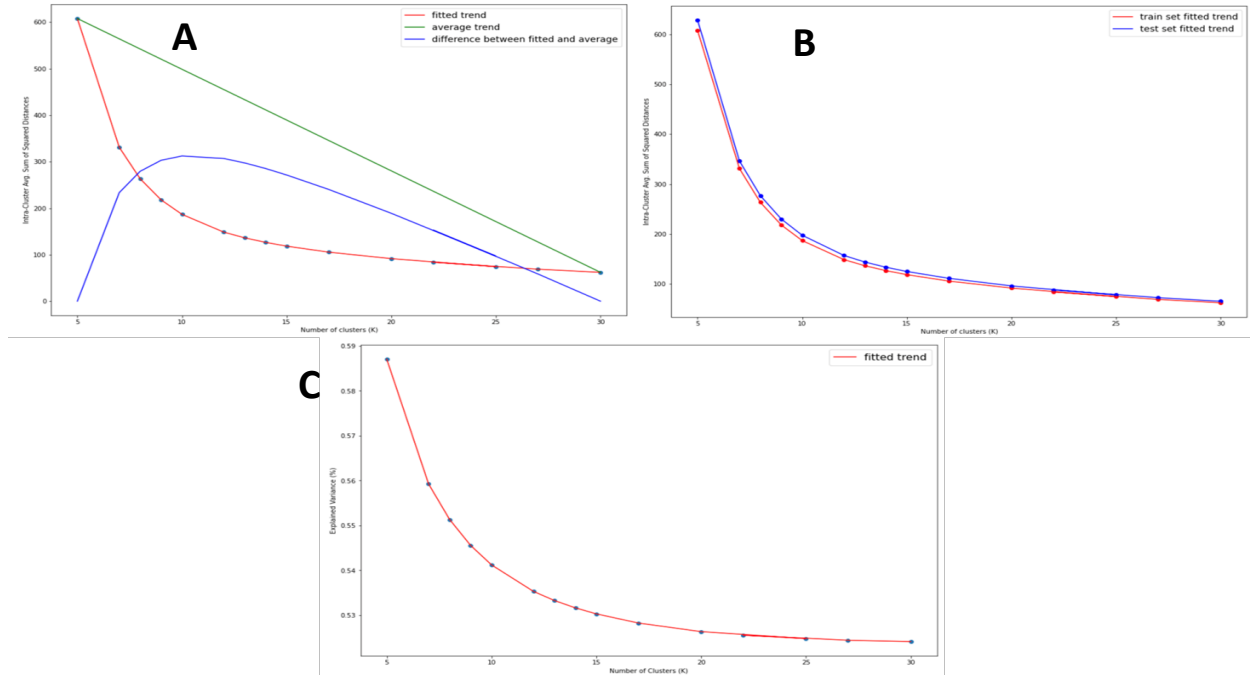 A
fitted trend
average trend
difference between fitted and average
600
500
400
300
200
100
0
Intra-Cluster Avg. Sum of Squared Distances
5 10 15 20 25 30
Number of clusters (K)
B
train set fitted trend
test set fitted trend
600
500
400
300
200
100
Intra-Cluster Avg. Sum of Squared Distances
5 10 15 20 25 30
Number of clusters (K)
C
fitted trend
0.59
0.58
0.57
0.56
0.55
0.54
0.53
Explained Variance (%)
5 10 15 20 25 30
Number of Clusters (K)